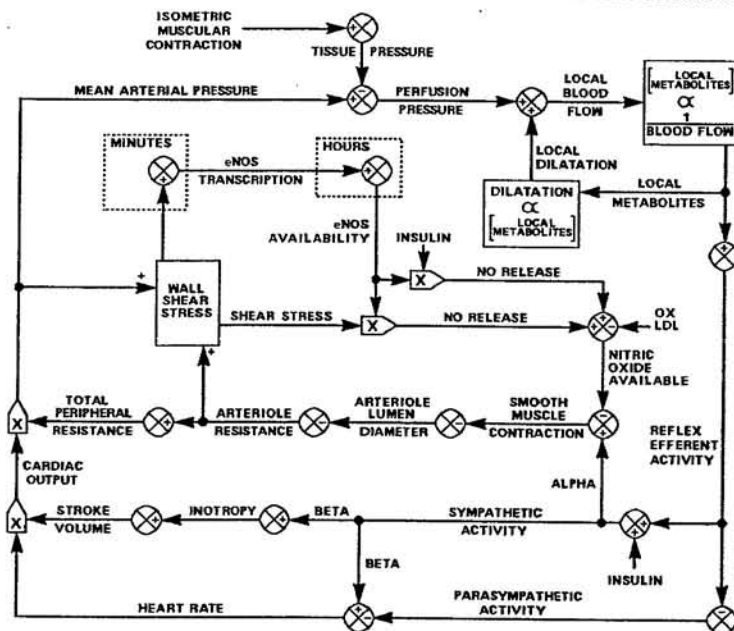 ISOMETRIC
MUSCULAR
CONTRACTION
+
TISSUE PRESSURE
MEAN ARTERIAL PRESSURE
-
+
PERFUSION
PRESSURE
+
+
LOCAL
BLOOD
FLOW
[LOCAL
METABOLITES]
∝
1
BLOOD FLOW
LOCAL
DILATATION
DILATATION
∝
[LOCAL
METABOLITES]
LOCAL
METABOLITES
+
MINUTES
+
eNOS
TRANSCRIPTION
HOURS
+
eNOS
AVAILABILITY
INSULIN
X
NO RELEASE
+
WALL
SHEAR
STRESS
+
SHEAR STRESS
X
NO RELEASE
+
+
-
OX
LDL
NITRIC
OXIDE
AVAILABLE
X
TOTAL
PERIPHERAL
RESISTANCE
+
ARTERIOLE
RESISTANCE
-
ARTERIOLE
LUMEN
DIAMETER
-
SMOOTH
MUSCLE
CONTRACTION
-
+
REFLEX
EFFERENT
ACTIVITY
CARDIAC
OUTPUT
ALPHA
X
STROKE
VOLUME
+
INOTROPY
+
BETA
SYMPATHETIC
ACTIVITY
+
+
INSULIN
BETA
HEART RATE
+
-
PARASYMPATHETIC
ACTIVITY
-